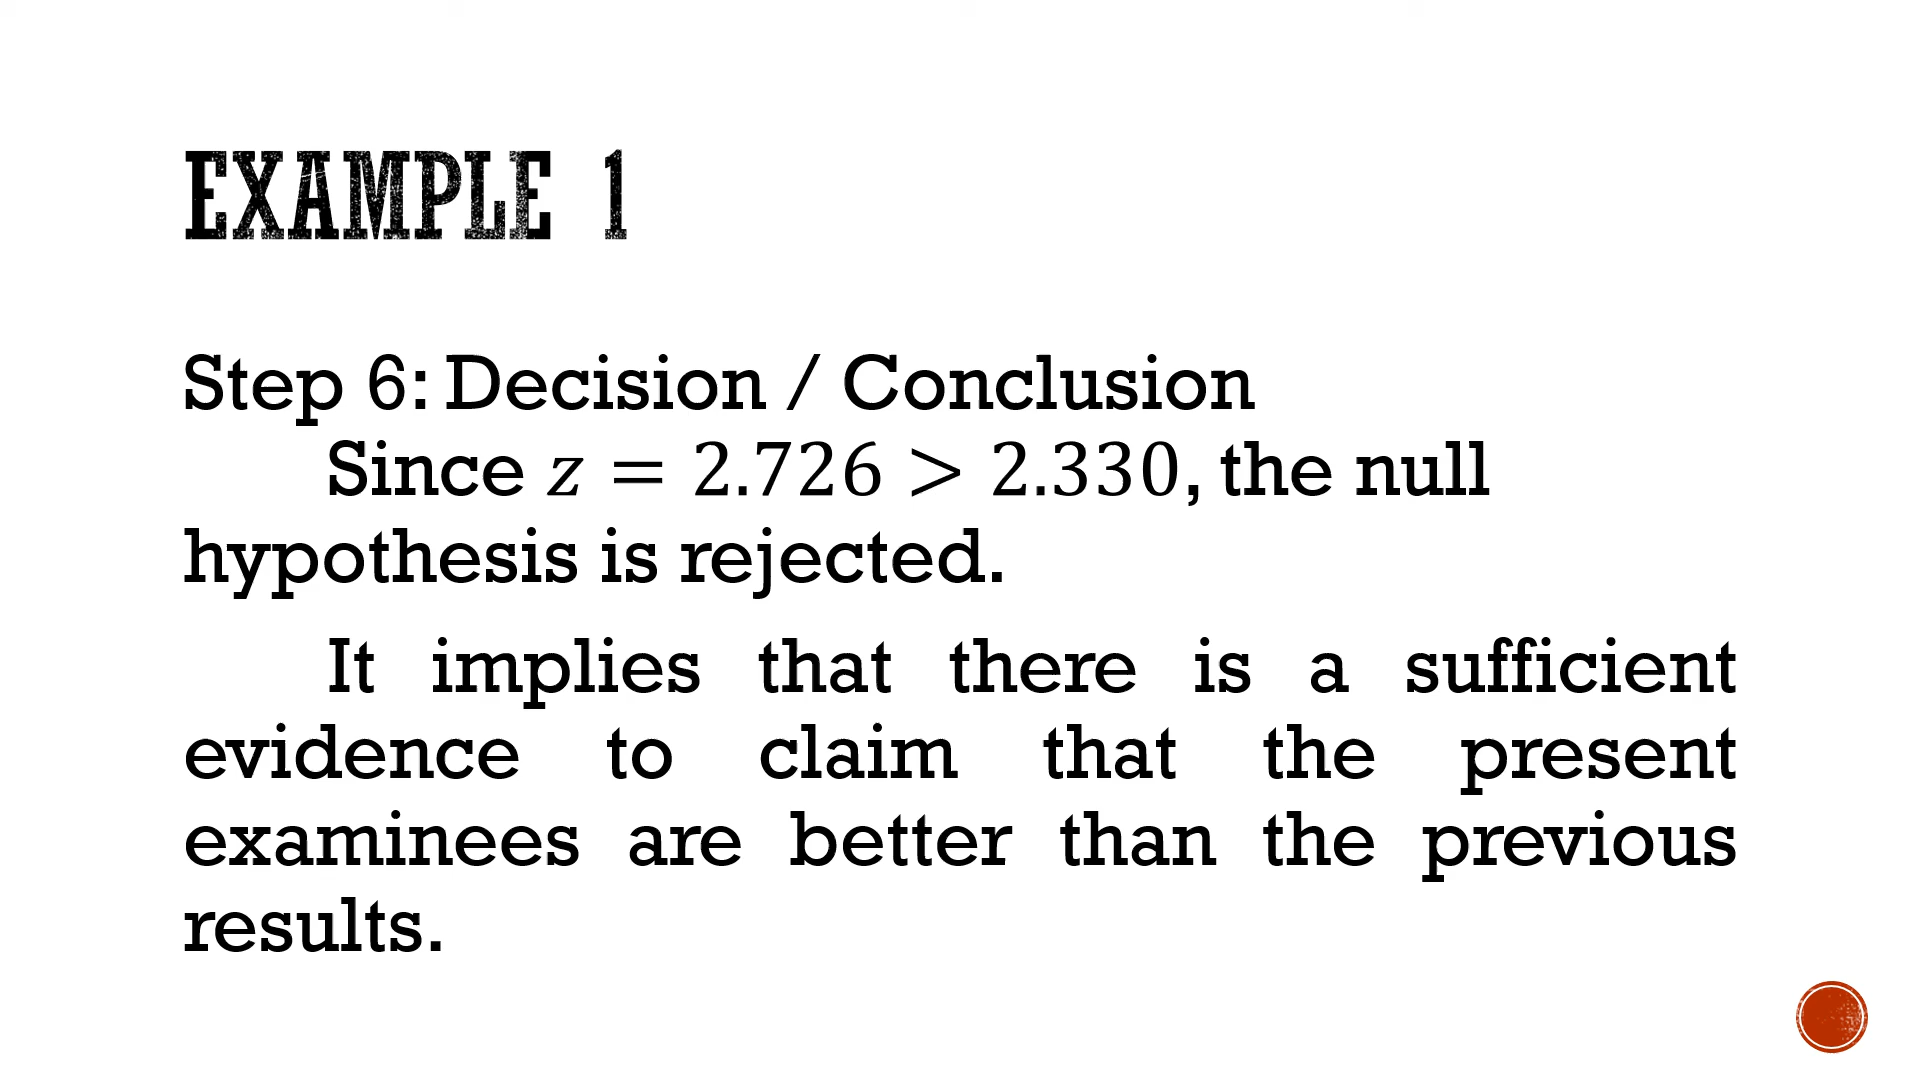 EXAMPLE 1
Step 6: Decision / Conclusion
Since z = 2.726 > 2.330, the null
hypothesis is rejected.
It implies that there is a sufficient
evidence to claim that the present
examinees are better than the previous
results.